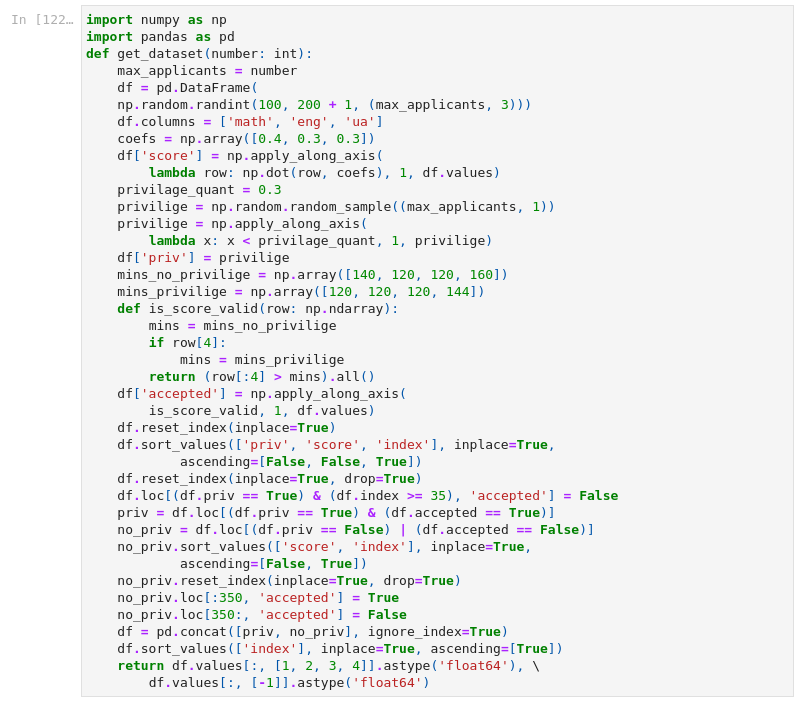 In [122…
import numpy as np
import pandas as pd
def get_dataset(number: int):
    max_applicants = number
    df = pd.DataFrame(
    np.random.randint(100, 200 + 1, (max_applicants, 3)))
    df.columns = ['math', 'eng', 'ua']
    coefs = np.array([0.4, 0.3, 0.3])
    df['score'] = np.apply_along_axis(
        lambda row: np.dot(row, coefs), 1, df.values)
    privilage_quant = 0.3
    privilige = np.random.random_sample((max_applicants, 1))
    privilige = np.apply_along_axis(
        lambda x: x < privilage_quant, 1, privilige)
    df['priv'] = privilige
    mins_no_privilige = np.array([140, 120, 120, 160])
    mins_privilige = np.array([120, 120, 120, 144])
    def is_score_valid(row: np.ndarray):
        mins = mins_no_privilige
        if row[4]:
            mins = mins_privilige
        return (row[:4] > mins).all()
    df['accepted'] = np.apply_along_axis(
        is_score_valid, 1, df.values)
    df.reset_index(inplace=True)
    df.sort_values(['priv', 'score', 'index'], inplace=True,
            ascending=[False, False, True])
    df.reset_index(inplace=True, drop=True)
    df.loc[(df.priv == True) & (df.index >= 35), 'accepted'] = False
    priv = df.loc[(df.priv == True) & (df.accepted == True)]
    no_priv = df.loc[(df.priv == False) | (df.accepted == False)]
    no_priv.sort_values(['score', 'index'], inplace=True,
            ascending=[False, True])
    no_priv.reset_index(inplace=True, drop=True)
    no_priv.loc[:350, 'accepted'] = True
    no_priv.loc[350:, 'accepted'] = False
    df = pd.concat([priv, no_priv], ignore_index=True)
    df.sort_values(['index'], inplace=True, ascending=[True])
    return df.values[:, [1, 2, 3, 4]].astype('float64'), \
        df.values[:, [-1]].astype('float64')